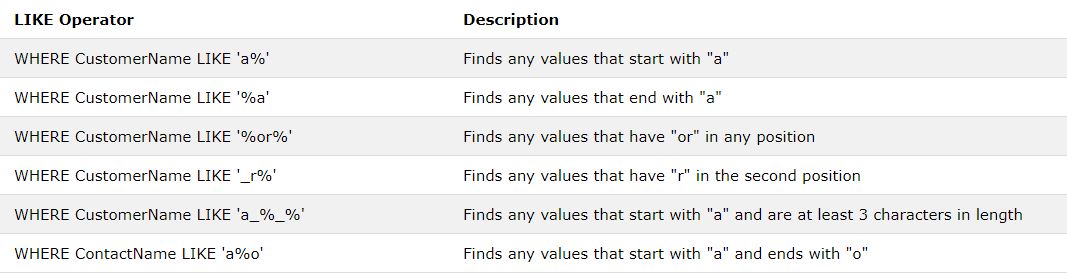 LIKE Operator Description
WHERE CustomerName LIKE 'a%' Finds any values that start with "a"
WHERE CustomerName LIKE '%a' Finds any values that end with "a"
WHERE CustomerName LIKE '%or%' Finds any values that have "or" in any position
WHERE CustomerName LIKE '_r%' Finds any values that have "r" in the second position
WHERE CustomerName LIKE 'a_%_%' Finds any values that start with "a" and are at least 3 characters in length
WHERE ContactName LIKE 'a%o' Finds any values that start with "a" and ends with "o"